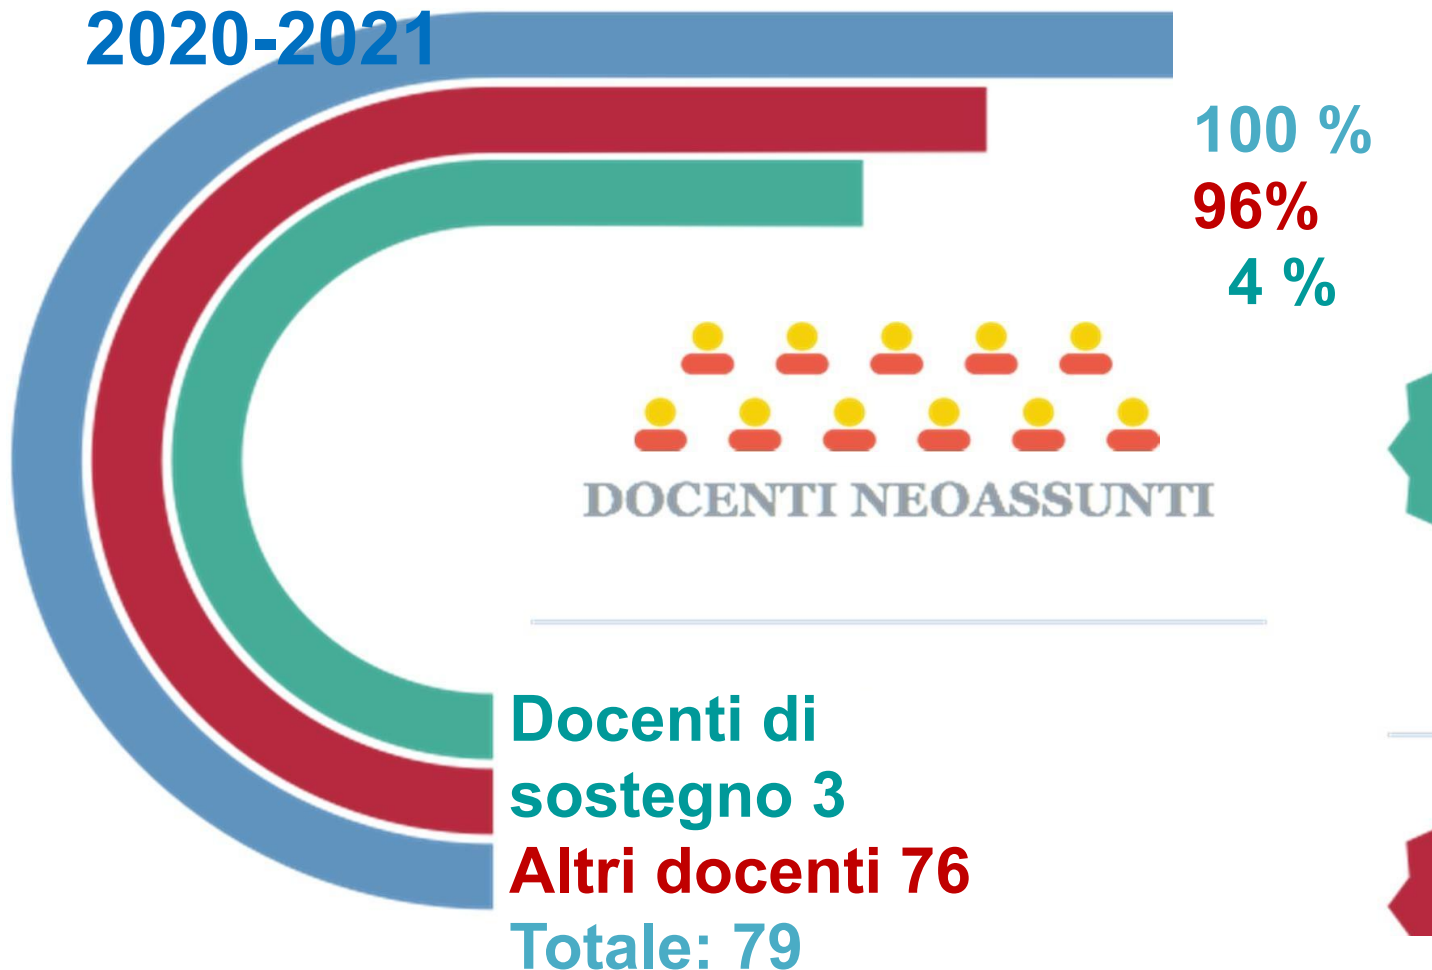 2020-2021
100 %
96%
4 %
DOCENTI NEOASSUNTI
Docenti di
sostegno 3
Altri docenti 76
Totale: 79